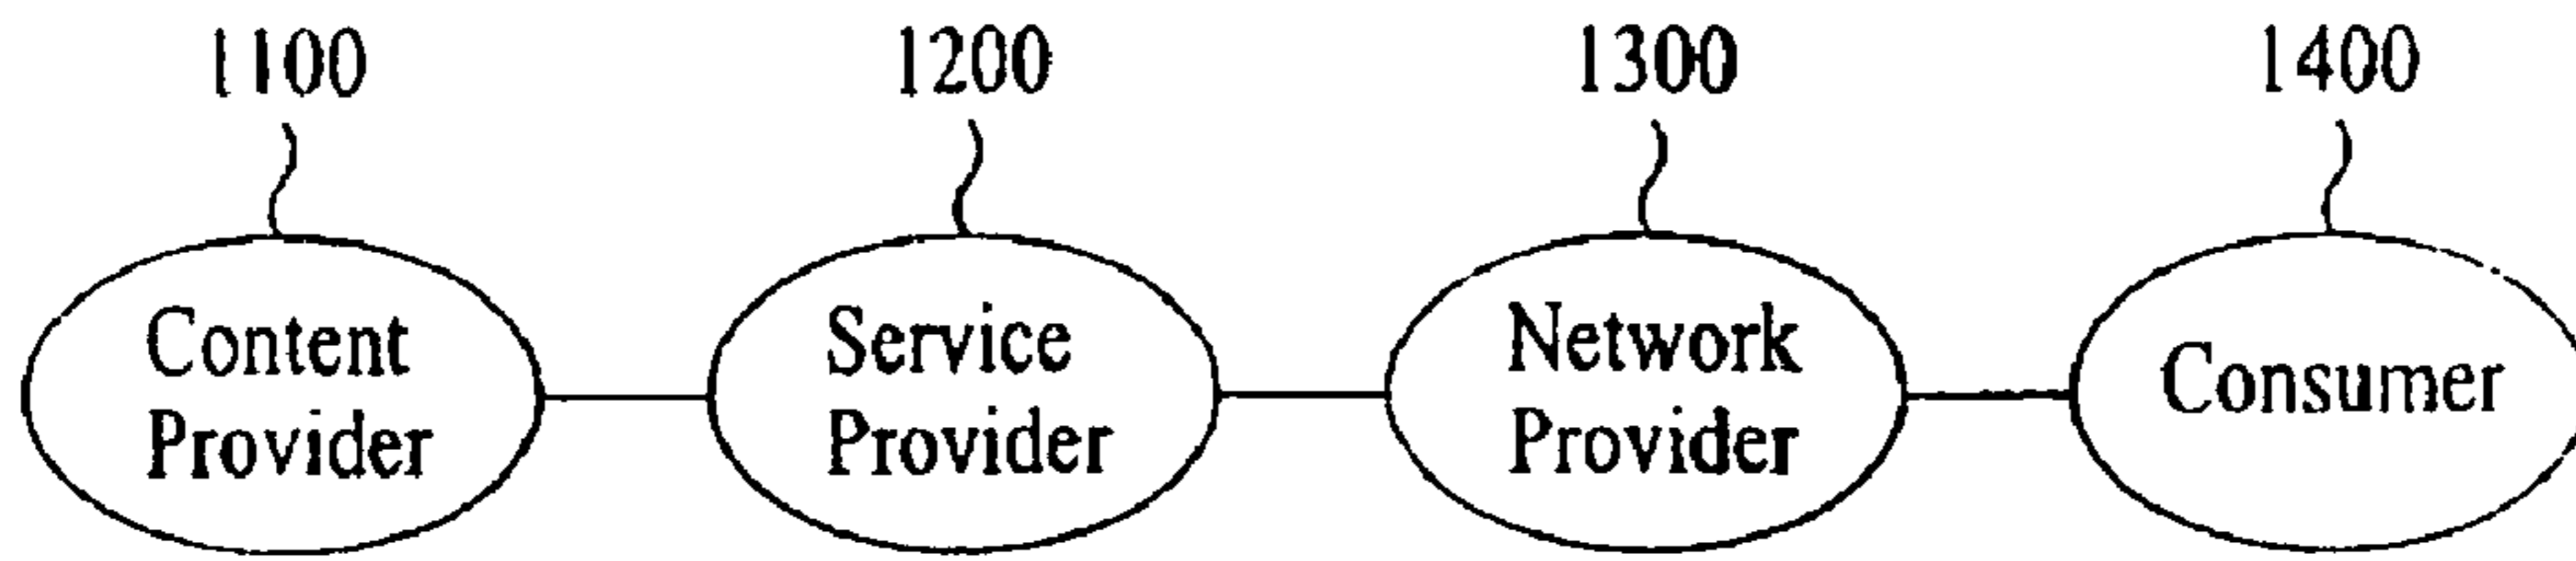 1100
1200
1300
1400
Content
Provider
Service
Provider
Network
Provider
Consumer